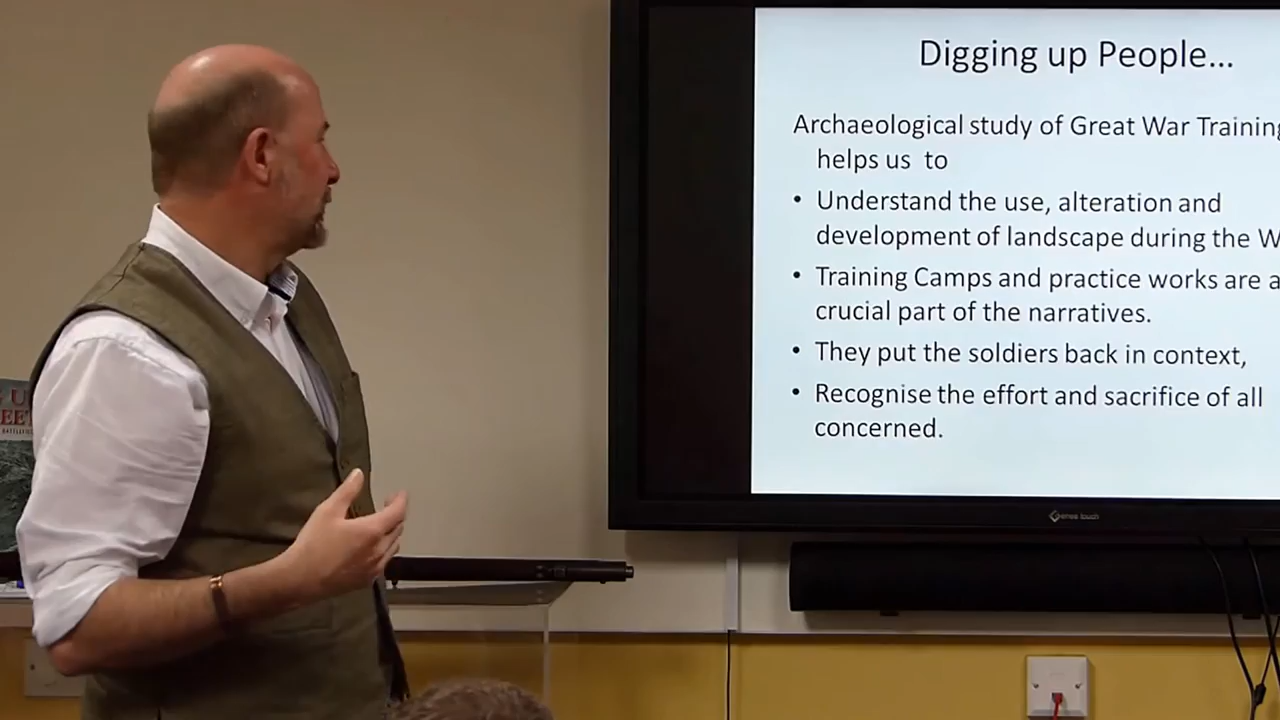 Digging up People...
Archaeological study of Great War Training
helps us to
• Understand the use, alteration and
development of landscape during the W
• Training Camps and practice works are a
crucial part of the narratives.
• They put the soldiers back in context,
• Recognise the effort and sacrifice of all
concerned.
touch